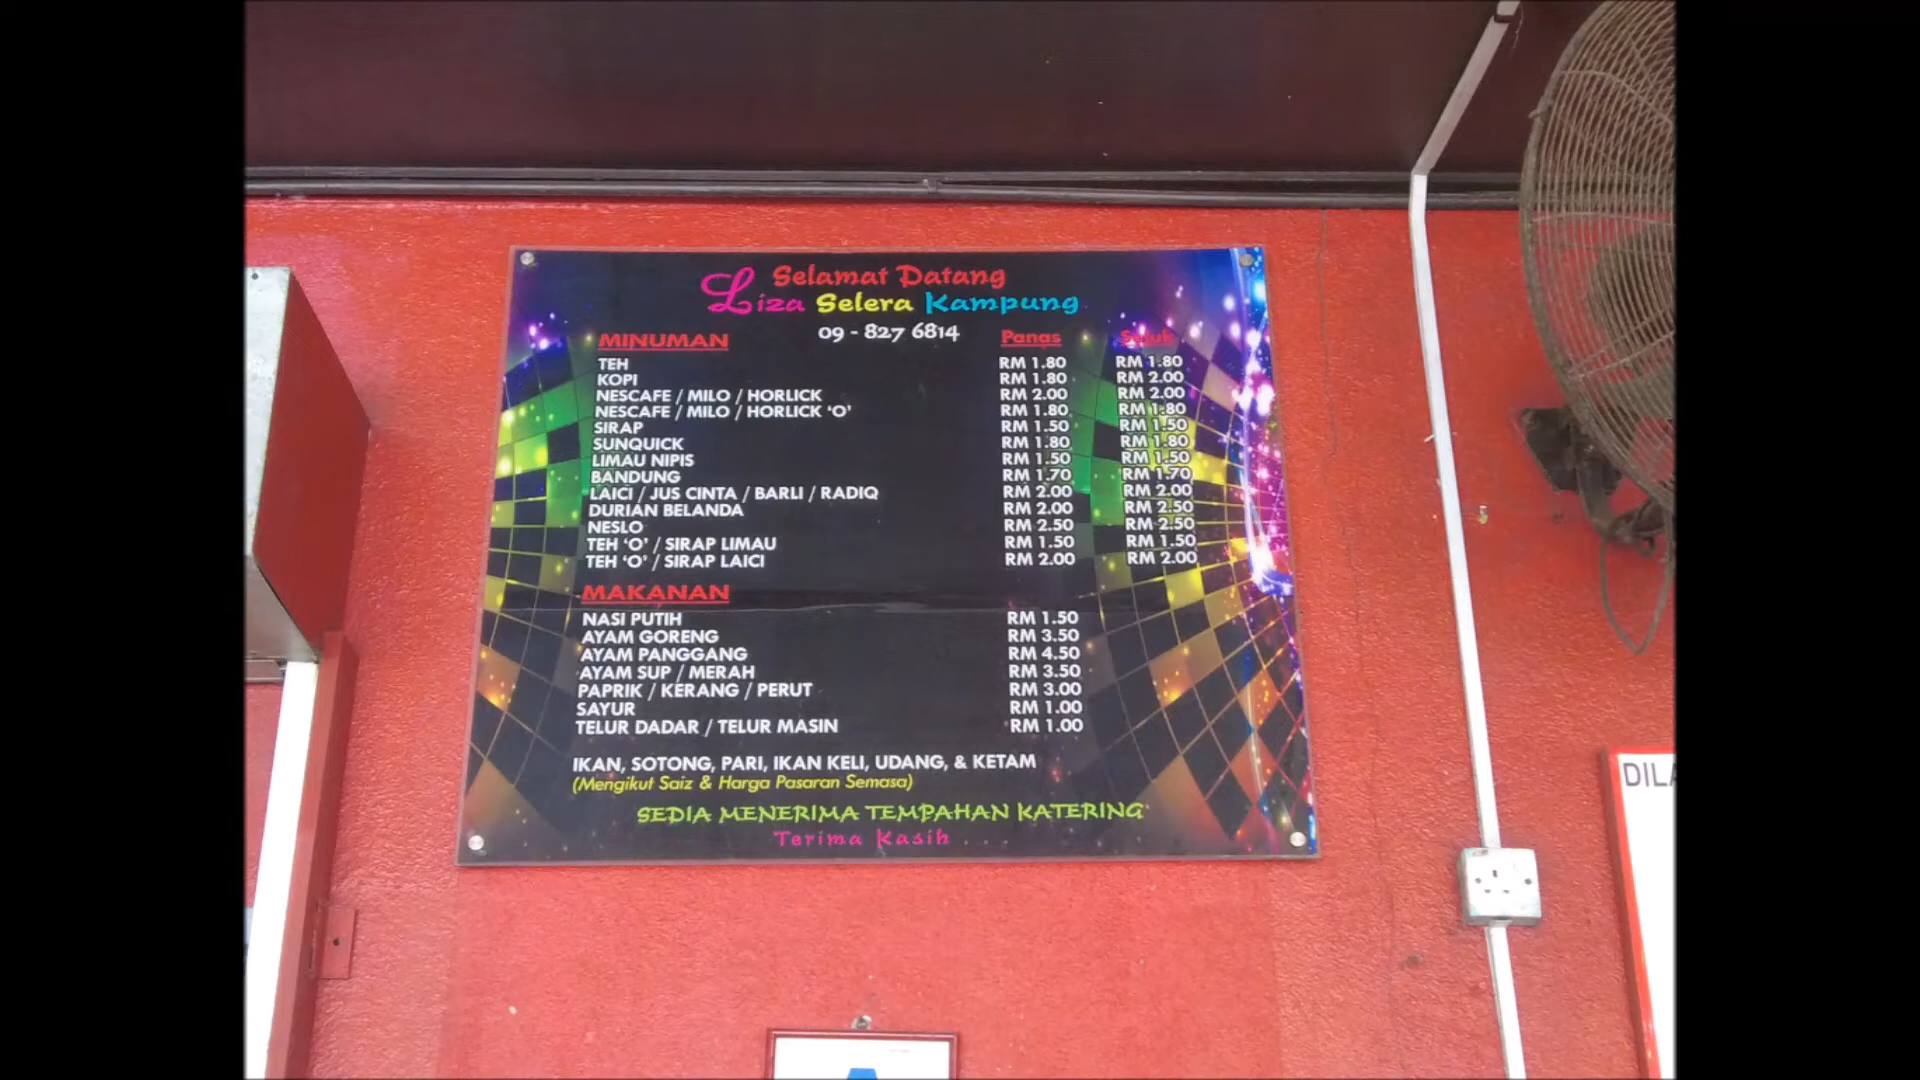 Selamat Datang
Liza Selera Kampung
09 - 827 6814
MINUMAN Panas Sejuk
TEH RM 1.80 RM 1.80
KOPI RM 1.80 RM 2.00
NESCAFE / MILO / HORLICK RM 2.00 RM 2.00
NESCAFE / MILO / HORLICK ‘O’ RM 1.80 RM 1.80
SIRAP RM 1.50 RM 1.50
SUNQUICK RM 1.80 RM 1.80
LIMAU NIPIS RM 1.50 RM 1.50
BANDUNG RM 1.70 RM 1.70
LAICI / JUS CINTA / BARLI / RADIQ RM 2.00 RM 2.00
DURIAN BELANDA RM 2.00 RM 2.50
NESLO RM 2.50 RM 2.50
TEH ‘O’ / SIRAP LIMAU RM 1.50 RM 1.50
TEH ‘O’ / SIRAP LAICI RM 2.00 RM 2.00
MAKANAN
NASI PUTIH RM 1.50
AYAM GORENG RM 3.50
AYAM PANGGANG RM 4.50
AYAM SUP / MERAH RM 3.50
PAPRIK / KERANG / PERUT RM 3.00
SAYUR RM 1.00
TELUR DADAR / TELUR MASIN RM 1.00
IKAN, SOTONG, PARI, IKAN KELI, UDANG, & KETAM
(Mengikut Saiz & Harga Pasaran Semasa)
SEDIA MENERIMA TEMPAHAN KATERING
Terima Kasih . . . .